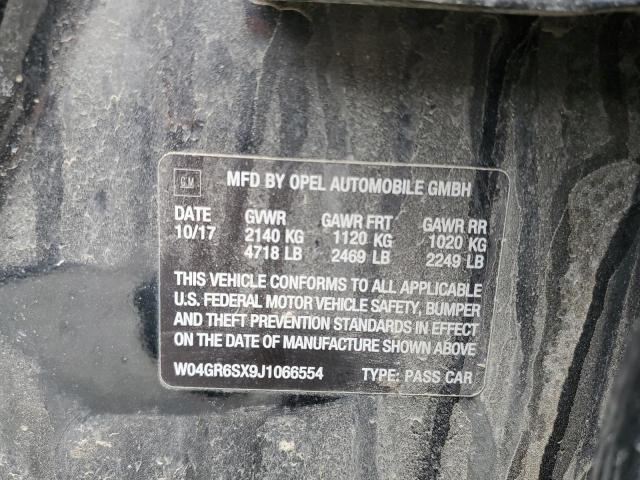 GM
MFD BY OPEL AUTOMOBILE GMBH
DATE GVWR GAWR FRT GAWR RR
10/17 2140 KG 1120 KG 1020 KG
4718 LB 2469 LB 2249 LB
THIS VEHICLE CONFORMS TO ALL APPLICABLE
U.S. FEDERAL MOTOR VEHICLE SAFETY, BUMPER
AND THEFT PREVENTION STANDARDS IN EFFECT
ON THE DATE OF MANUFACTURE SHOWN ABOVE
W04GR6SX9J1066554 TYPE: PASS CAR